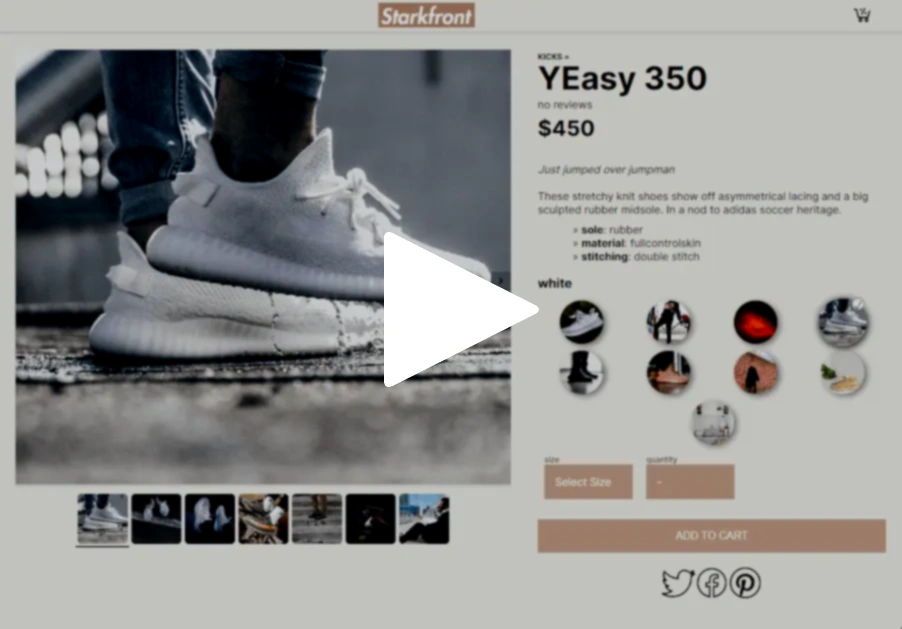 Starkfront
KICKS »
YEasy 350
no reviews
$450
Just jumped over jumpman
These stretchy knit shoes show off asymmetrical lacing and a big
sculpted rubber midsole. In a nod to adidas soccer heritage.
» sole: rubber
» material: fullcontrolskin
» stitching: double stitch
white
size
quantity
Select Size
-
ADD TO CART